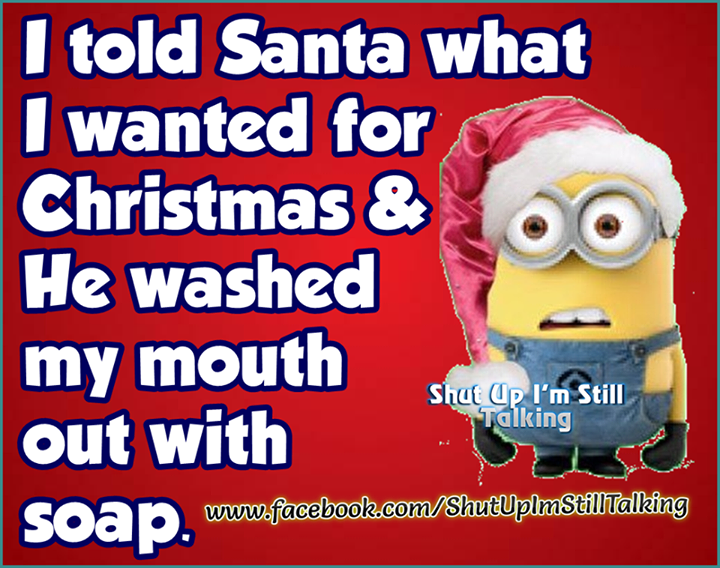 I told Santa what
I wanted for
Christmas &
He washed
my mouth
out with
soap.
Shut Up I'm Still
Talking
www.facebook.com/ShutUpImStillTalking